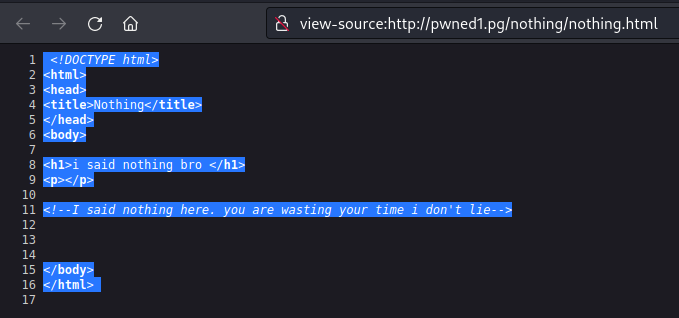 view-source:http://pwned1.pg/nothing/nothing.html
1 <!DOCTYPE html>
2 <html>
3 <head>
4 <title>Nothing</title>
5 </head>
6 <body>
7
8 <h1>i said nothing bro </h1>
9 <p></p>
10
11 <!--I said nothing here. you are wasting your time i don't lie-->
12
13
14
15 </body>
16 </html>
17